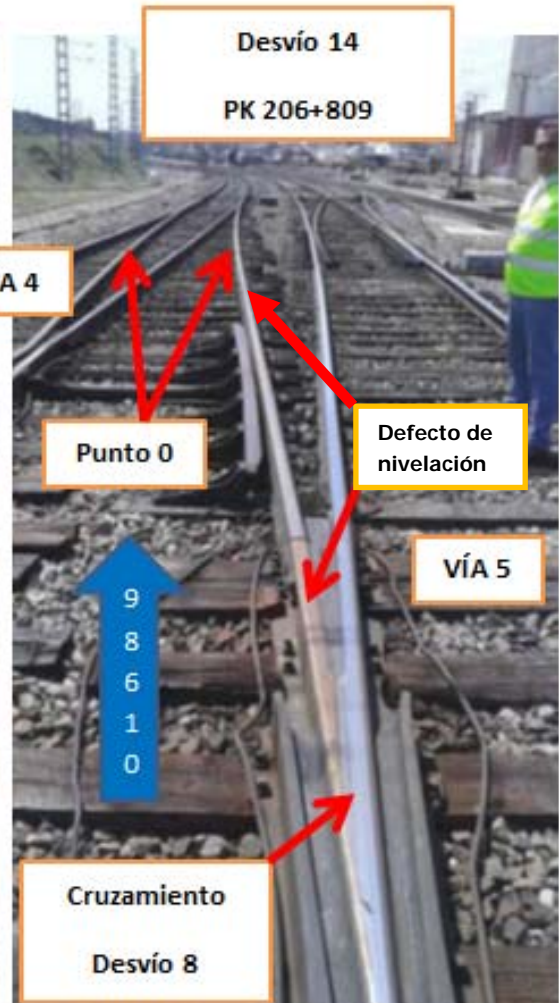 Desvío 14
PK 206+809
A 4
Punto 0
Defecto de
nivelación
VÍA 5
9
8
6
1
0
Cruzamiento
Desvío 8